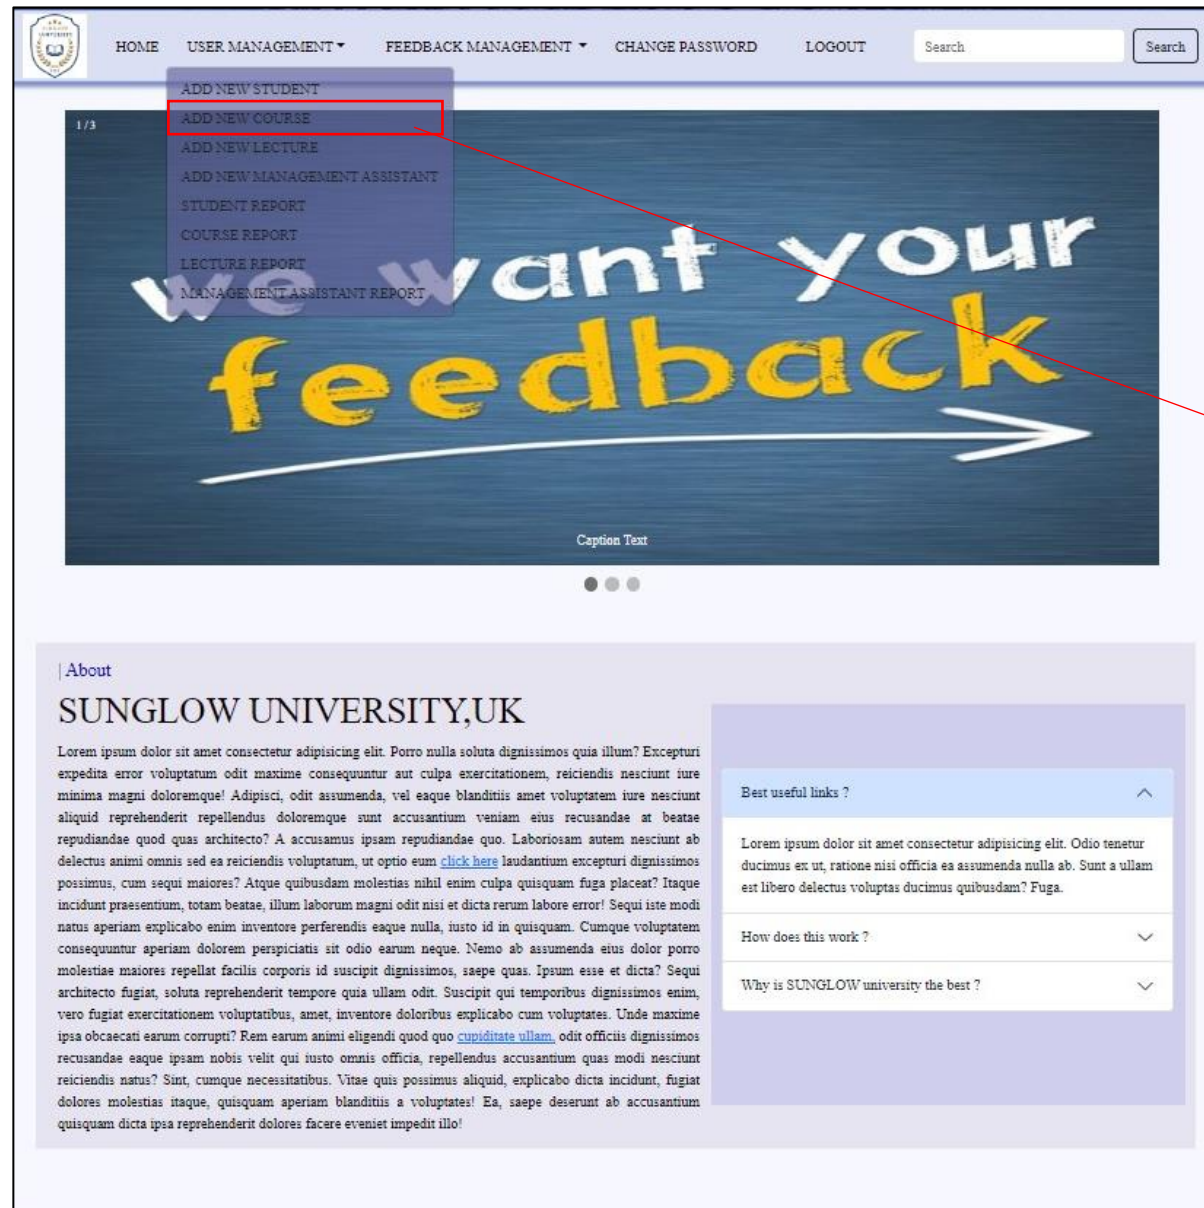 HOME USER MANAGEMENT FEEDBACK MANAGEMENT CHANGE PASSWORD LOGOUT Search Search
ADD NEW STUDENT
ADD NEW COURSE
ADD NEW LECTURE
ADD NEW MANAGEMENT ASSISTANT
STUDENT REPORT
COURSE REPORT
LECTURE REPORT
MANAGEMENT ASSISTANT REPORT
1 / 3
we want your
feedback
Caption Text
| About
SUNGLOW UNIVERSITY,UK
Lorem ipsum dolor sit amet consectetur adipisicing elit. Porro nulla soluta dignissimos quia illum? Excepturi
expedita error voluptatum odit maxime consequuntur aut culpa exercitationem, reiciendis nesciunt iure
minima magni doloremque! Adipisci, odit assumenda, vel eaque blanditiis amet voluptatem iure nesciunt
aliquid reprehenderit repellendus doloremque sunt accusantium veniam eius recusandae at beatae
repudiandae quod quas architecto? A accusamus ipsam repudiandae quo. Laboriosam autem nesciunt ab
delectus animi omnis sed ea reiciendis voluptatum, ut optio eum click here laudantium excepturi dignissimos
possimus, cum sequi maiores? Atque quibusdam molestias nihil enim culpa quisquam fuga placeat? Itaque
incidunt praesentium, totam beatae, illum laborum magni odit nisi et dicta rerum labore error! Sequi iste modi
natus aperiam explicabo enim inventore perferendis eaque nulla, iusto id in quisquam. Cumque voluptatem
consequuntur aperiam dolorem perspiciatis sit odio earum neque. Nemo ab assumenda eius dolor porro
molestiae maiores repellat facilis corporis id suscipit dignissimos, saepe quas. Ipsum esse et dicta? Sequi
architecto fugiat, soluta reprehenderit tempore quia ullam odit. Suscipit qui temporibus dignissimos enim,
vero fugiat exercitationem voluptatibus, amet, inventore doloribus explicabo cum voluptates. Unde maxime
ipsa obcaecati earum corrupti? Rem earum animi eligendi quod quo cupiditate ullam. odit officiis dignissimos
recusandae eaque ipsam nobis velit qui iusto omnis officia, repellendus accusantium quas modi nesciunt
reiciendis natus? Sint, cumque necessitatibus. Vitae quis possimus aliquid, explicabo dicta incidunt, fugiat
dolores molestias itaque, quisquam aperiam blanditiis a voluptates! Ea, saepe deserunt ab accusantium
quisquam dicta ipsa reprehenderit dolores facere eveniet impedit illo!
Best useful links ?
Lorem ipsum dolor sit amet consectetur adipisicing elit. Odio tenetur
ducimus ex ut, ratione nisi officia ea assumenda nulla ab. Sunt a ullam
est libero delectus voluptas ducimus quibusdam? Fuga.
How does this work ?
Why is SUNGLOW university the best ?